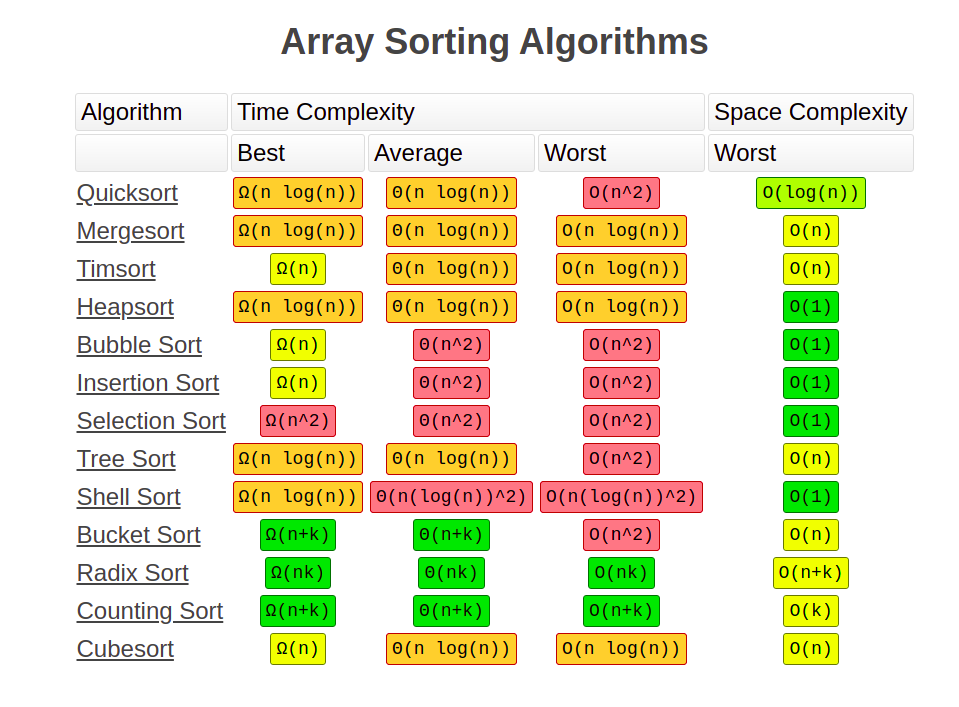 Array Sorting Algorithms
Algorithm Time Complexity Space Complexity
Best Average Worst Worst
Quicksort Ω(n log(n)) Θ(n log(n)) O(n^2) O(log(n))
Mergesort Ω(n log(n)) Θ(n log(n)) O(n log(n)) O(n)
Timsort Ω(n) Θ(n log(n)) O(n log(n)) O(n)
Heapsort Ω(n log(n)) Θ(n log(n)) O(n log(n)) O(1)
Bubble Sort Ω(n) Θ(n^2) O(n^2) O(1)
Insertion Sort Ω(n) Θ(n^2) O(n^2) O(1)
Selection Sort Ω(n^2) Θ(n^2) O(n^2) O(1)
Tree Sort Ω(n log(n)) Θ(n log(n)) O(n^2) O(n)
Shell Sort Ω(n log(n)) Θ(n(log(n))^2) O(n(log(n))^2) O(1)
Bucket Sort Ω(n+k) Θ(n+k) O(n^2) O(n)
Radix Sort Ω(nk) Θ(nk) O(nk) O(n+k)
Counting Sort Ω(n+k) Θ(n+k) O(n+k) O(k)
Cubesort Ω(n) Θ(n log(n)) O(n log(n)) O(n)